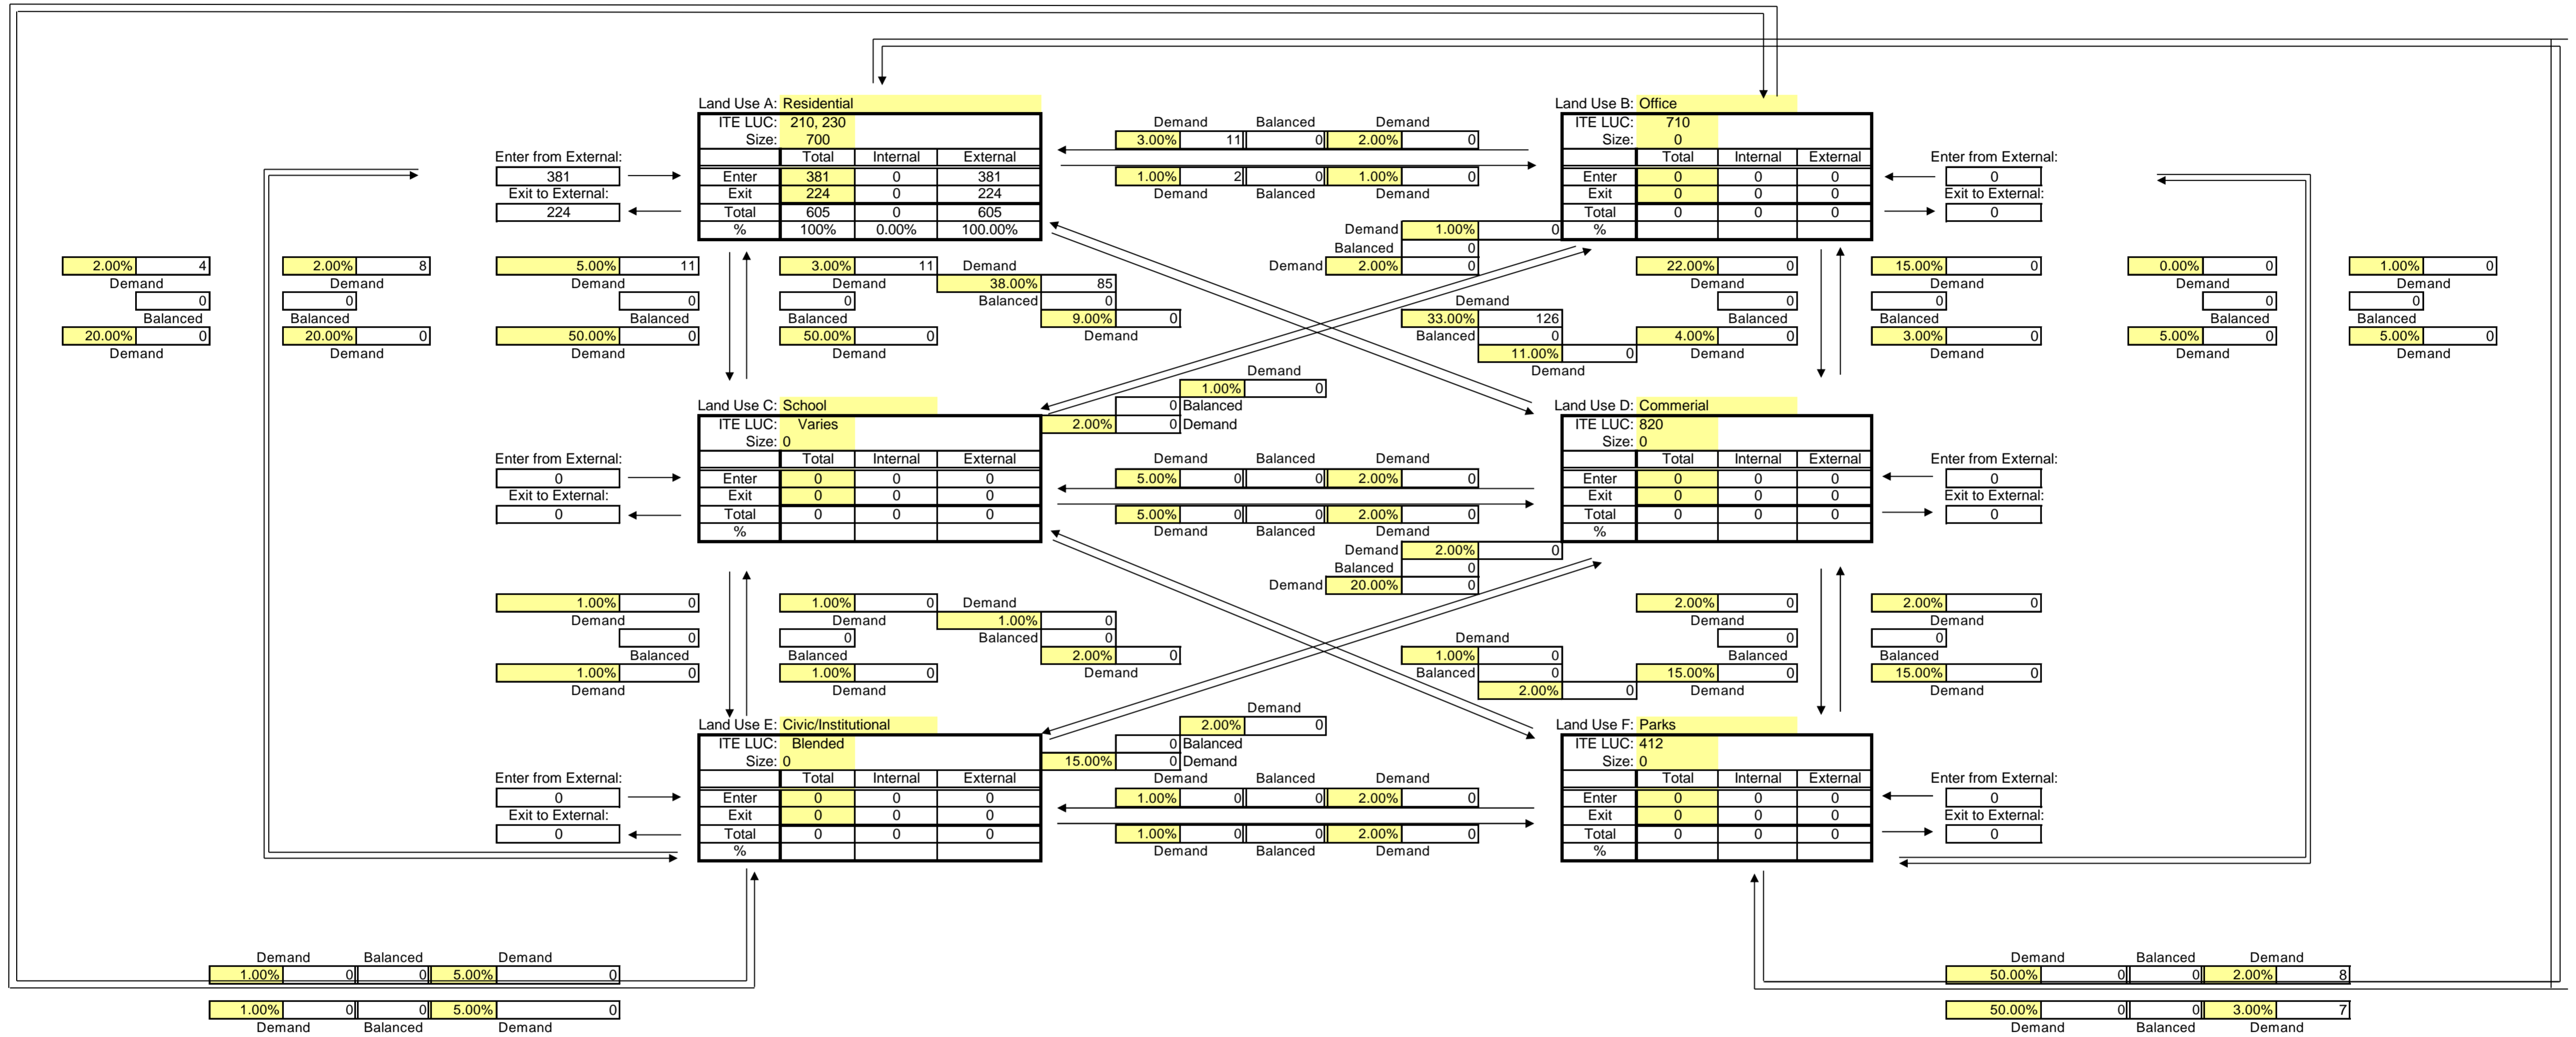 Land Use A: Residential Land Use B: Office
ITE LUC: 210, 230 Demand Balanced Demand ITE LUC: 710
Size: 700 3.00% 11 0 2.00% 0 Size: 0
Enter from External: Total Internal External Total Internal External Enter from External:
381 Enter 381 0 381 1.00% 2 0 1.00% 0 Enter 0 0 0 0
Exit to External: Exit 224 0 224 Demand Balanced Demand Exit 0 0 0 Exit to External:
224 Total 605 0 605 Total 0 0 0 0
% 100% 0.00% 100.00% Demand 1.00% 0 %
Balanced 0
2.00% 4 2.00% 8 5.00% 11 3.00% 11 Demand Demand 2.00% 0 22.00% 0 15.00% 0 0.00% 0 1.00% 0
Demand Demand Demand Demand 38.00% 85 Demand Demand Demand Demand
0 0 0 0 Balanced 0 Demand 0 0 0 0
Balanced Balanced Balanced Balanced 9.00% 0 33.00% 126 Balanced Balanced Balanced Balanced
20.00% 0 20.00% 0 50.00% 0 50.00% 0 Demand Balanced 0 4.00% 0 3.00% 0 5.00% 0 5.00% 0
Demand Demand Demand Demand 11.00% 0 Demand Demand Demand Demand
Demand Demand
1.00% 0
Land Use C: School 0 Balanced Land Use D: Commerial
ITE LUC: Varies 2.00% 0 Demand ITE LUC: 820
Size: 0 Size: 0
Enter from External: Total Internal External Demand Balanced Demand Total Internal External Enter from External:
0 Enter 0 0 0 5.00% 0 0 2.00% 0 Enter 0 0 0 0
Exit to External: Exit 0 0 0 Exit 0 0 0 Exit to External:
0 Total 0 0 0 5.00% 0 0 2.00% 0 Total 0 0 0 0
% Demand Balanced Demand %
Demand 2.00% 0
Balanced 0
Demand 20.00% 0
1.00% 0 1.00% 0 Demand 2.00% 0 2.00% 0
Demand Demand 1.00% 0 Demand Demand
0 0 Balanced 0 Demand 0 0
Balanced Balanced 2.00% 0 1.00% 0 Balanced Balanced
1.00% 0 1.00% 0 Demand Balanced 0 15.00% 0 15.00% 0
Demand Demand 2.00% 0 Demand Demand
Demand
Land Use E: Civic/Institutional 2.00% 0 Land Use F: Parks
ITE LUC: Blended 0 Balanced ITE LUC: 412
Size: 0 15.00% 0 Demand Size: 0
Enter from External: Total Internal External Demand Balanced Demand Total Internal External Enter from External:
0 Enter 0 0 0 1.00% 0 0 2.00% 0 Enter 0 0 0 0
Exit to External: Exit 0 0 0 Exit 0 0 0 Exit to External:
0 Total 0 0 0 1.00% 0 0 2.00% 0 Total 0 0 0 0
% Demand Balanced Demand %
Demand Balanced Demand Demand Balanced Demand
1.00% 0 0 5.00% 0 50.00% 0 0 2.00% 8
1.00% 0 0 5.00% 0 50.00% 0 0 3.00% 7
Demand Balanced Demand Demand Balanced Demand